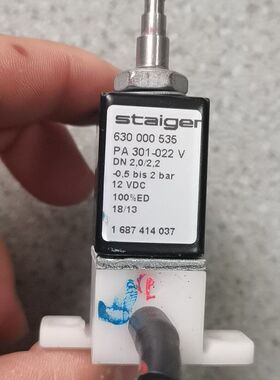 staiger
630 000 535
PA 301-022 V
DN 2,0/2,2
-0,5 bis 2 bar
12 VDC
100%ED
18/13
1 687 414 037